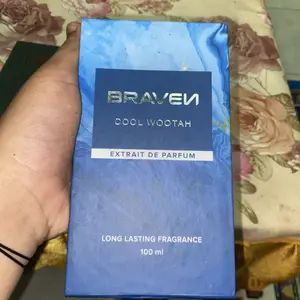 BRAVEN
COOL WOOTAH
EXTRAIT DE PARFUM
LONG LASTING FRAGRANCE
100 ml